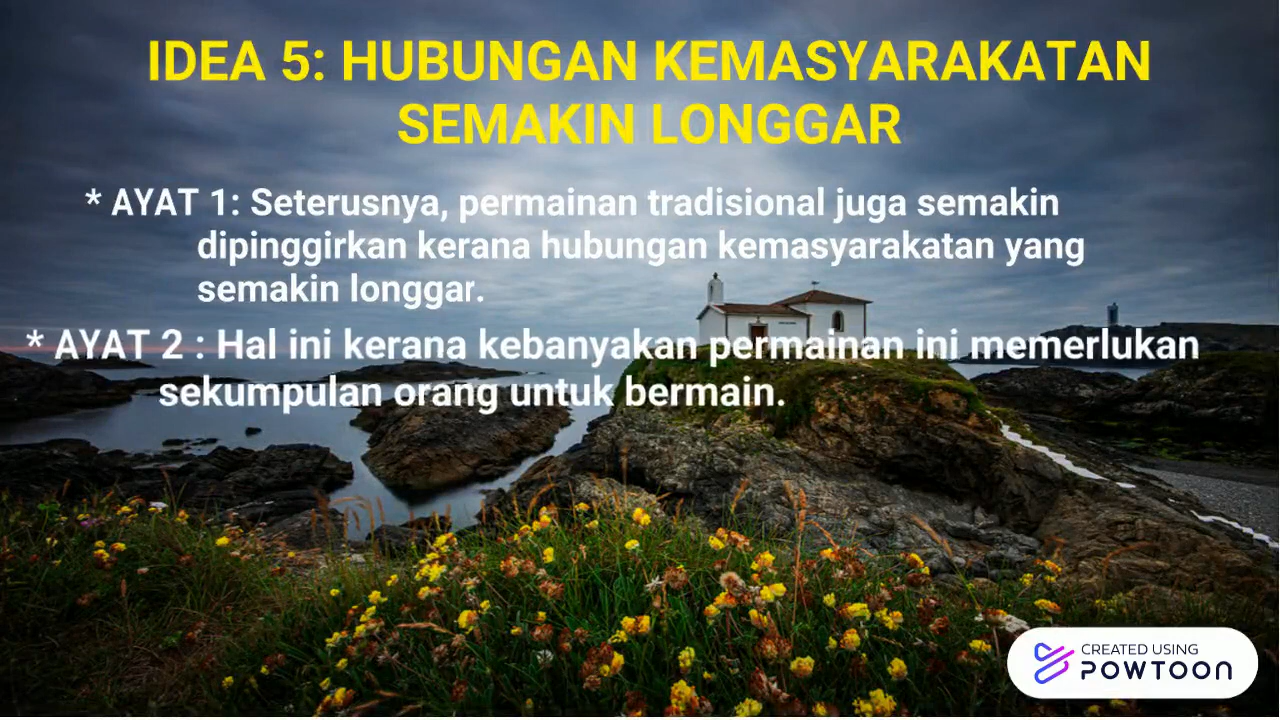 IDEA 5: HUBUNGAN KEMASYARAKATAN
SEMAKIN LONGGAR
* AYAT 1: Seterusnya, permainan tradisional juga semakin
dipinggirkan kerana hubungan kemasyarakatan yang
semakin longgar.
* AYAT 2 : Hal ini kerana kebanyakan permainan ini memerlukan
sekumpulan orang untuk bermain.
CREATED USING
POWTOON